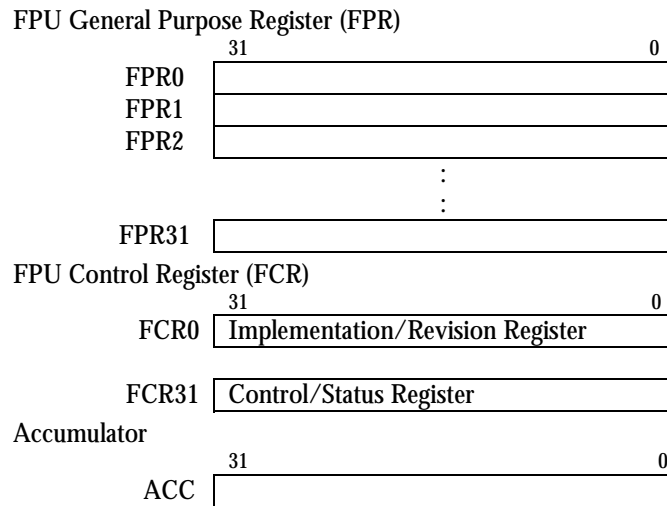 FPU General Purpose Register (FPR)
31 0
FPR0
FPR1
FPR2
:
:
FPR31
FPU Control Register (FCR)
31 0
FCR0 Implementation/Revision Register
FCR31 Control/Status Register
Accumulator
31 0
ACC